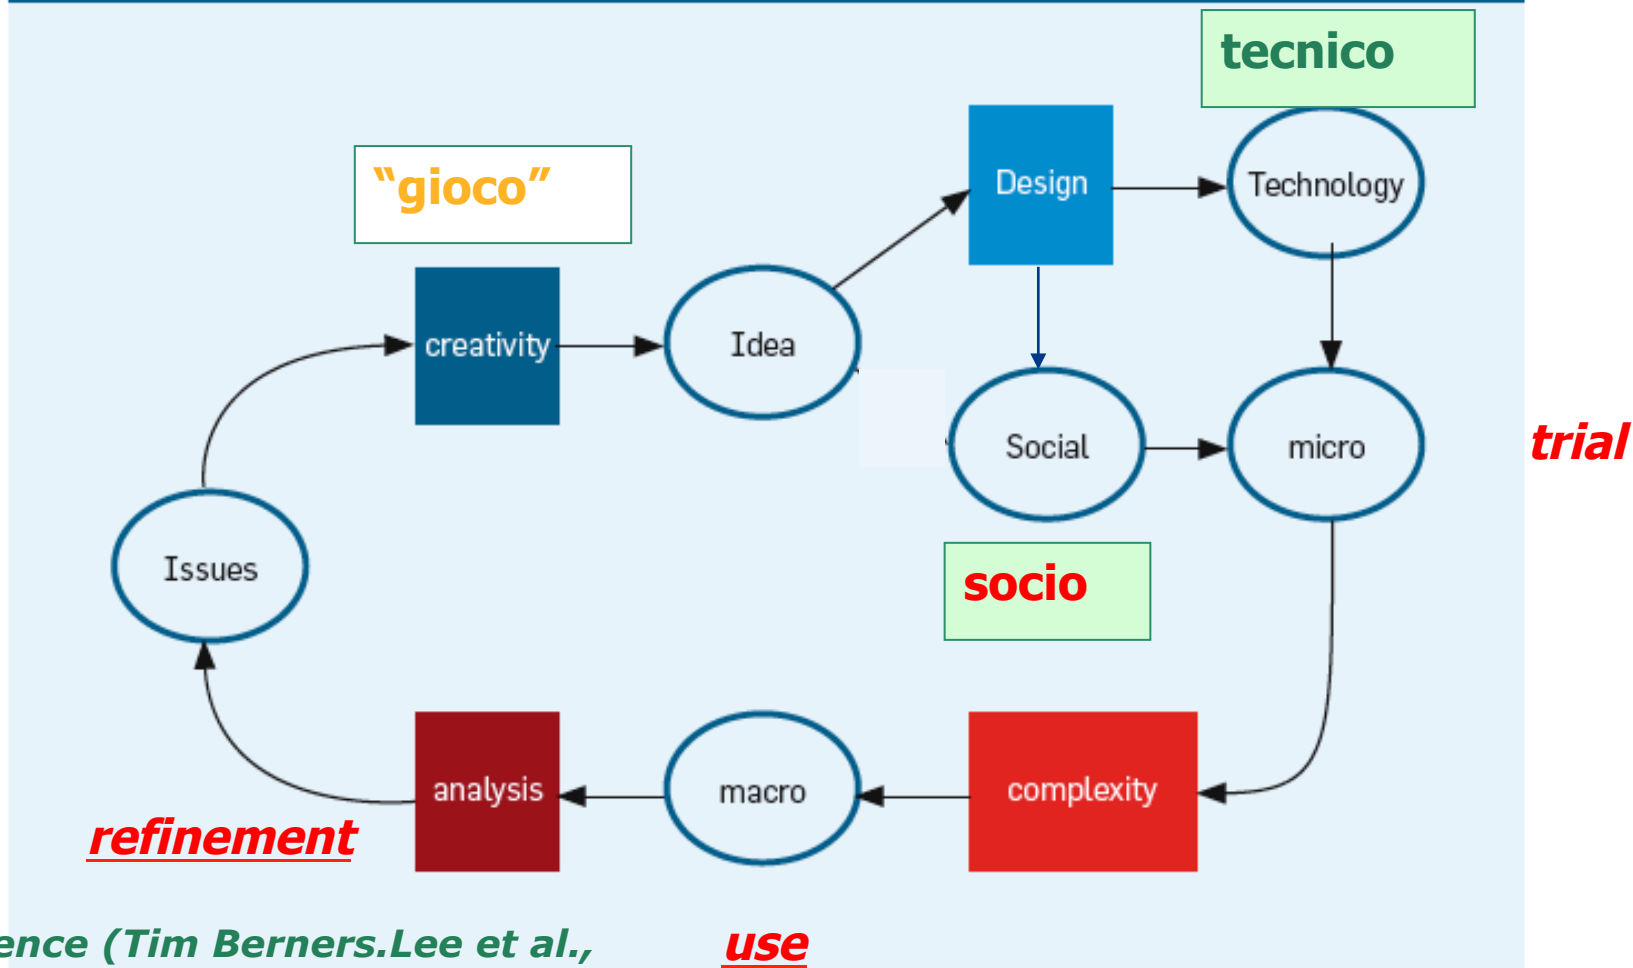 tecnico
“gioco”
Design
Technology
creativity
Idea
Social
micro
trial
Issues
socio
analysis
macro
complexity
refinement
(Tim Berners.Lee et al.,
use